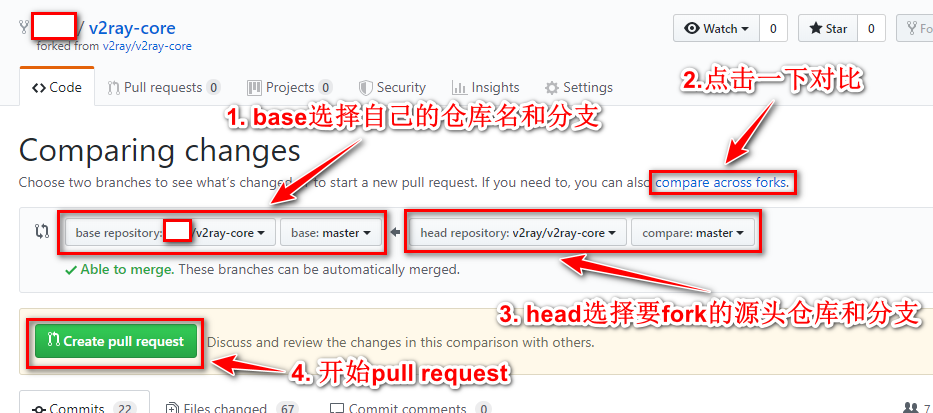 / v2ray-core
forked from v2ray/v2ray-core
Watch 0 Star 0 Fo
Code Pull requests 0 Projects 0 Security Insights Settings
2.点击一下对比
1. base选择自己的仓库名和分支
Comparing changes
Choose two branches to see what's changed or to start a new pull request. If you need to, you can also compare across forks.
base repository: /v2ray-core base: master head repository: v2ray/v2ray-core compare: master
Able to merge. These branches can be automatically merged.
3. head选择要fork的源头仓库和分支
Create pull request Discuss and review the changes in this comparison with others.
4. 开始pull request
Commits 22 Files changed 67 Commit comments 0 7